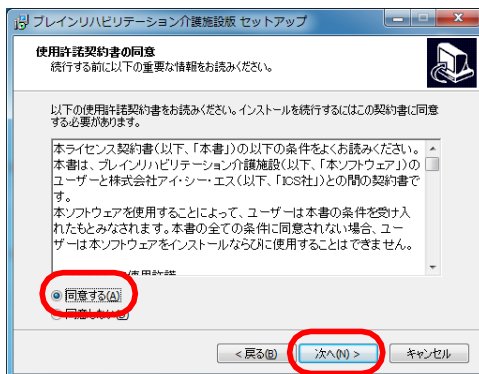 ブレインリハビリテーション介護施設版 セットアップ
使用許諾契約書の同意
続行する前に以下の重要な情報をお読みください。
以下の使用許諾契約書をお読みください。インストールを続行するにはこの契約書に同意
する必要があります。
本ライセンス契約書(以下、「本書」)の以下の条件をよくお読みください。
本書は、ブレインリハビリテーション介護施設(以下、「本ソフトウェア」)の
ユーザーと株式会社アイ・シー・エス(以下、「ICS社」)との間の契約書で
す。
本ソフトウェアを使用することによって、ユーザーは本書の条件を受け入
れたもとみなされます。本書の全ての条件に同意されない場合、ユー
ザーは本ソフトウェアをインストールならびに使用することはできません。
使用許諾
同意する(A)
同意しない(D)
< 戻る(B)
次へ(N) >
キャンセル